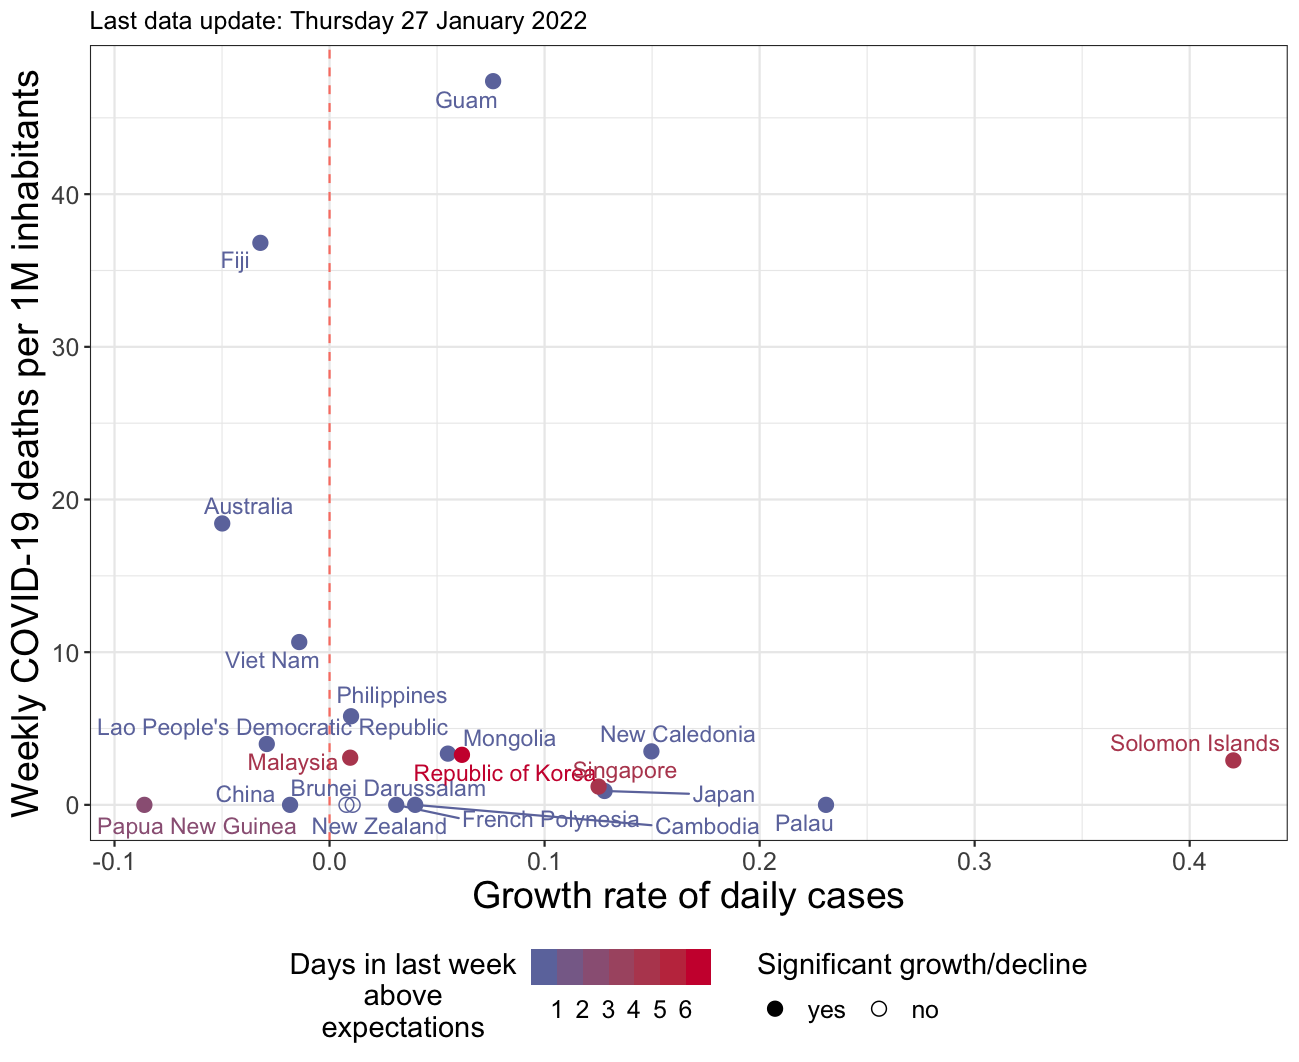 Last data update: Thursday 27 January 2022
Weekly COVID-19 deaths per 1M inhabitants
40
30
20
10
0
Guam
Fiji
Australia
Viet Nam
Philippines
Lao People's Democratic Republic
Mongolia
New Caledonia
Solomon Islands
Malaysia
Republic of Korea
Singapore
China
Brunei Darussalam
Japan
Papua New Guinea
New Zealand
French Polynosia
Cambodia
Palau
-0.1 0.0 0.1 0.2 0.3 0.4
Growth rate of daily cases
Days in last week
above
expectations
1 2 3 4 5 6
Significant growth/decline
yes no